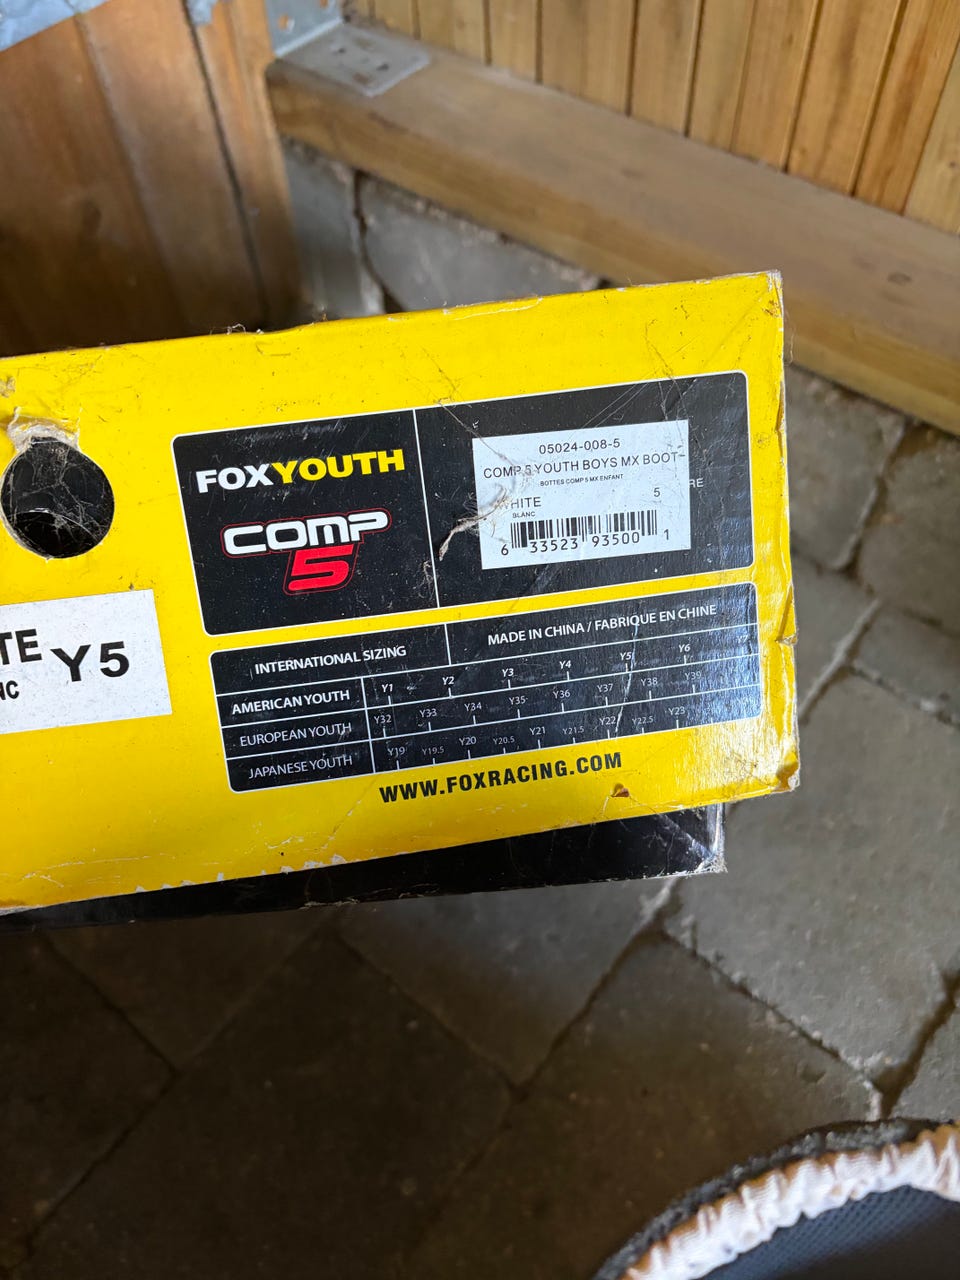 FOXYOUTH
COMP
5
05024-008-5
COMP 5 YOUTH BOYS MX BOOT-
BOTTES COMP 5 MX ENFANT
RE
HITE 5
BLANC
6 33523 93500 1
TE Y5
NC
INTERNATIONAL SIZING MADE IN CHINA / FABRIQUE EN CHINE
AMERICAN YOUTH Y1 Y2 Y3 Y4 Y5 Y6 Y7
EUROPEAN YOUTH Y32 Y33 Y34 Y35 Y36 Y37 Y38 Y39
JAPANESE YOUTH Y19 Y19.5 Y20 Y20.5 Y21 Y21.5 Y22 Y22.5 Y23
WWW.FOXRACING.COM